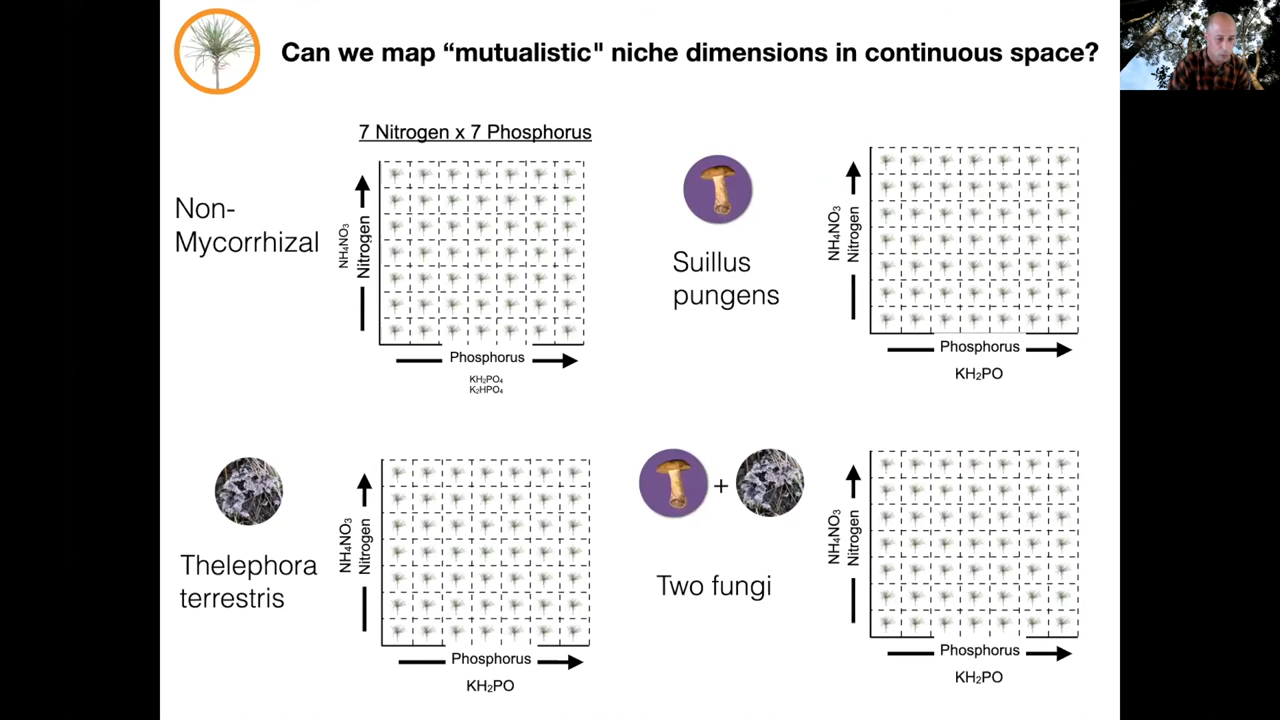 Can we map “mutualistic" niche dimensions in continuous space?
7 Nitrogen x 7 Phosphorus
Non-
Mycorrhizal
NH4NO3
Nitrogen
Phosphorus
KH₂PO₄
K₂HPO₄
Suillus
pungens
NH4NO3
Nitrogen
Phosphorus
KH₂PO
Thelephora
terrestris
NH4NO3
Nitrogen
Phosphorus
KH₂PO
+
Two fungi
NH4NO3
Nitrogen
Phosphorus
KH₂PO